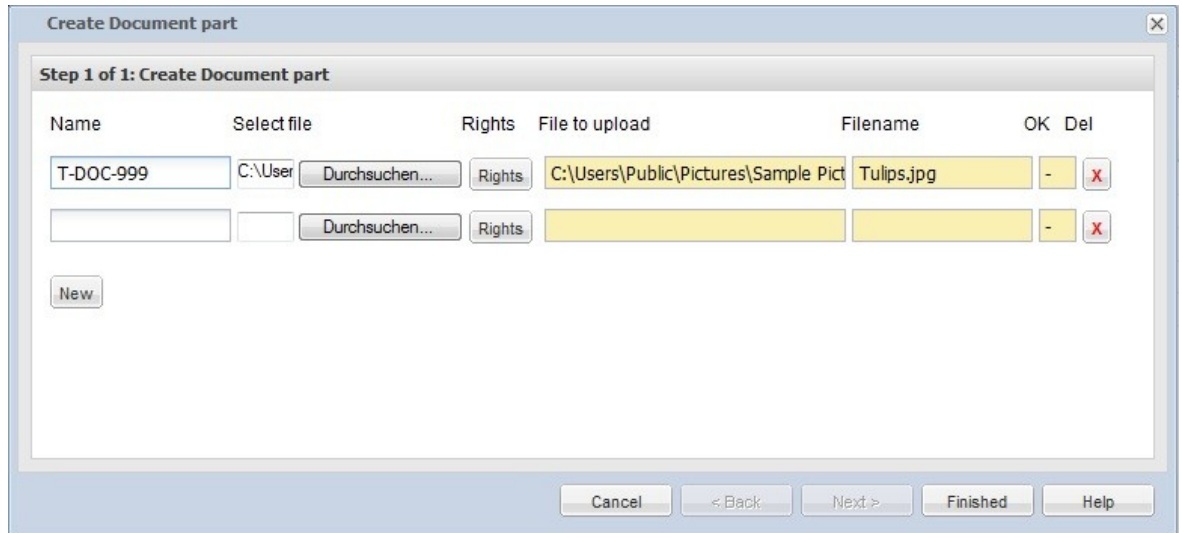 Create Document part
Step 1 of 1: Create Document part
Name Select file Rights File to upload Filename OK Del
T-DOC-999 C:\User Durchsuchen... Rights C:\Users\Public\Pictures\Sample Pict Tulips.jpg - X
Durchsuchen... Rights - X
New
Cancel < Back Next > Finished Help